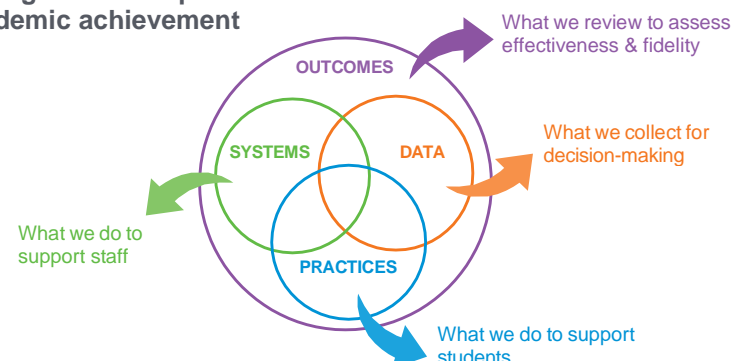 demic achievement
What we review to assess
effectiveness & fidelity
OUTCOMES
SYSTEMS
DATA
What we collect for
decision-making
What we do to
support staff
PRACTICES
What we do to support
students